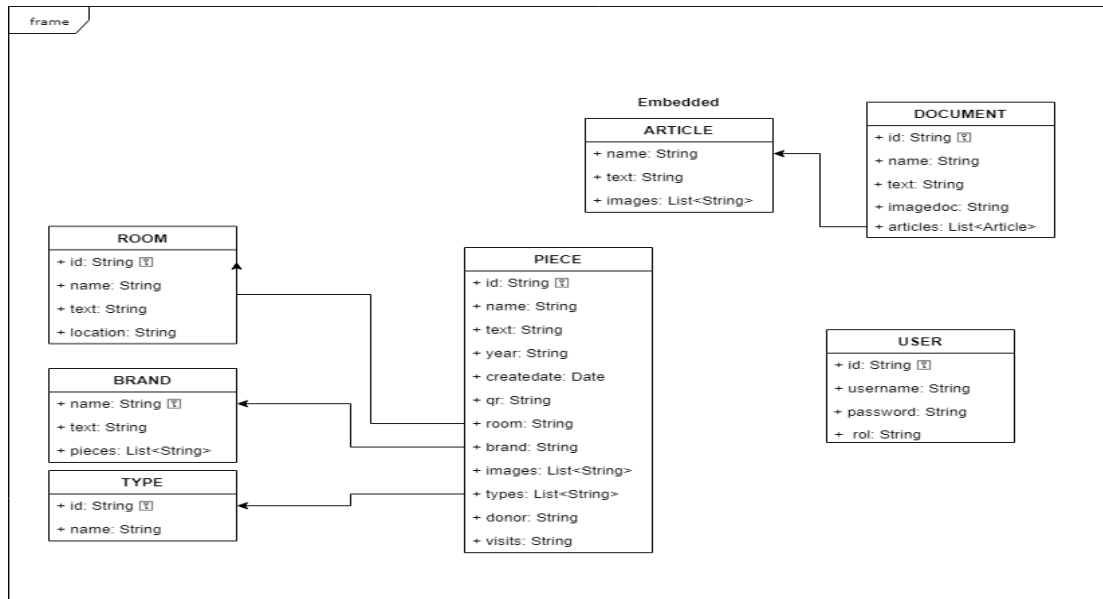 frame
Embedded
ARTICLE
+ name: String
+ text: String
+ images: List<String>
DOCUMENT
+ id: String
+ name: String
+ text: String
+ imagedoc: String
+ articles: List<Article>
ROOM
+ id: String
+ name: String
+ text: String
+ location: String
BRAND
+ name: String
+ text: String
+ pieces: List<String>
TYPE
+ id: String
+ name: String
PIECE
+ id: String
+ name: String
+ text: String
+ year: String
+ createdate: Date
+ qr: String
+ room: String
+ brand: String
+ images: List<String>
+ types: List<String>
+ donor: String
+ visits: String
USER
+ id: String
+ username: String
+ password: String
+ rol: String